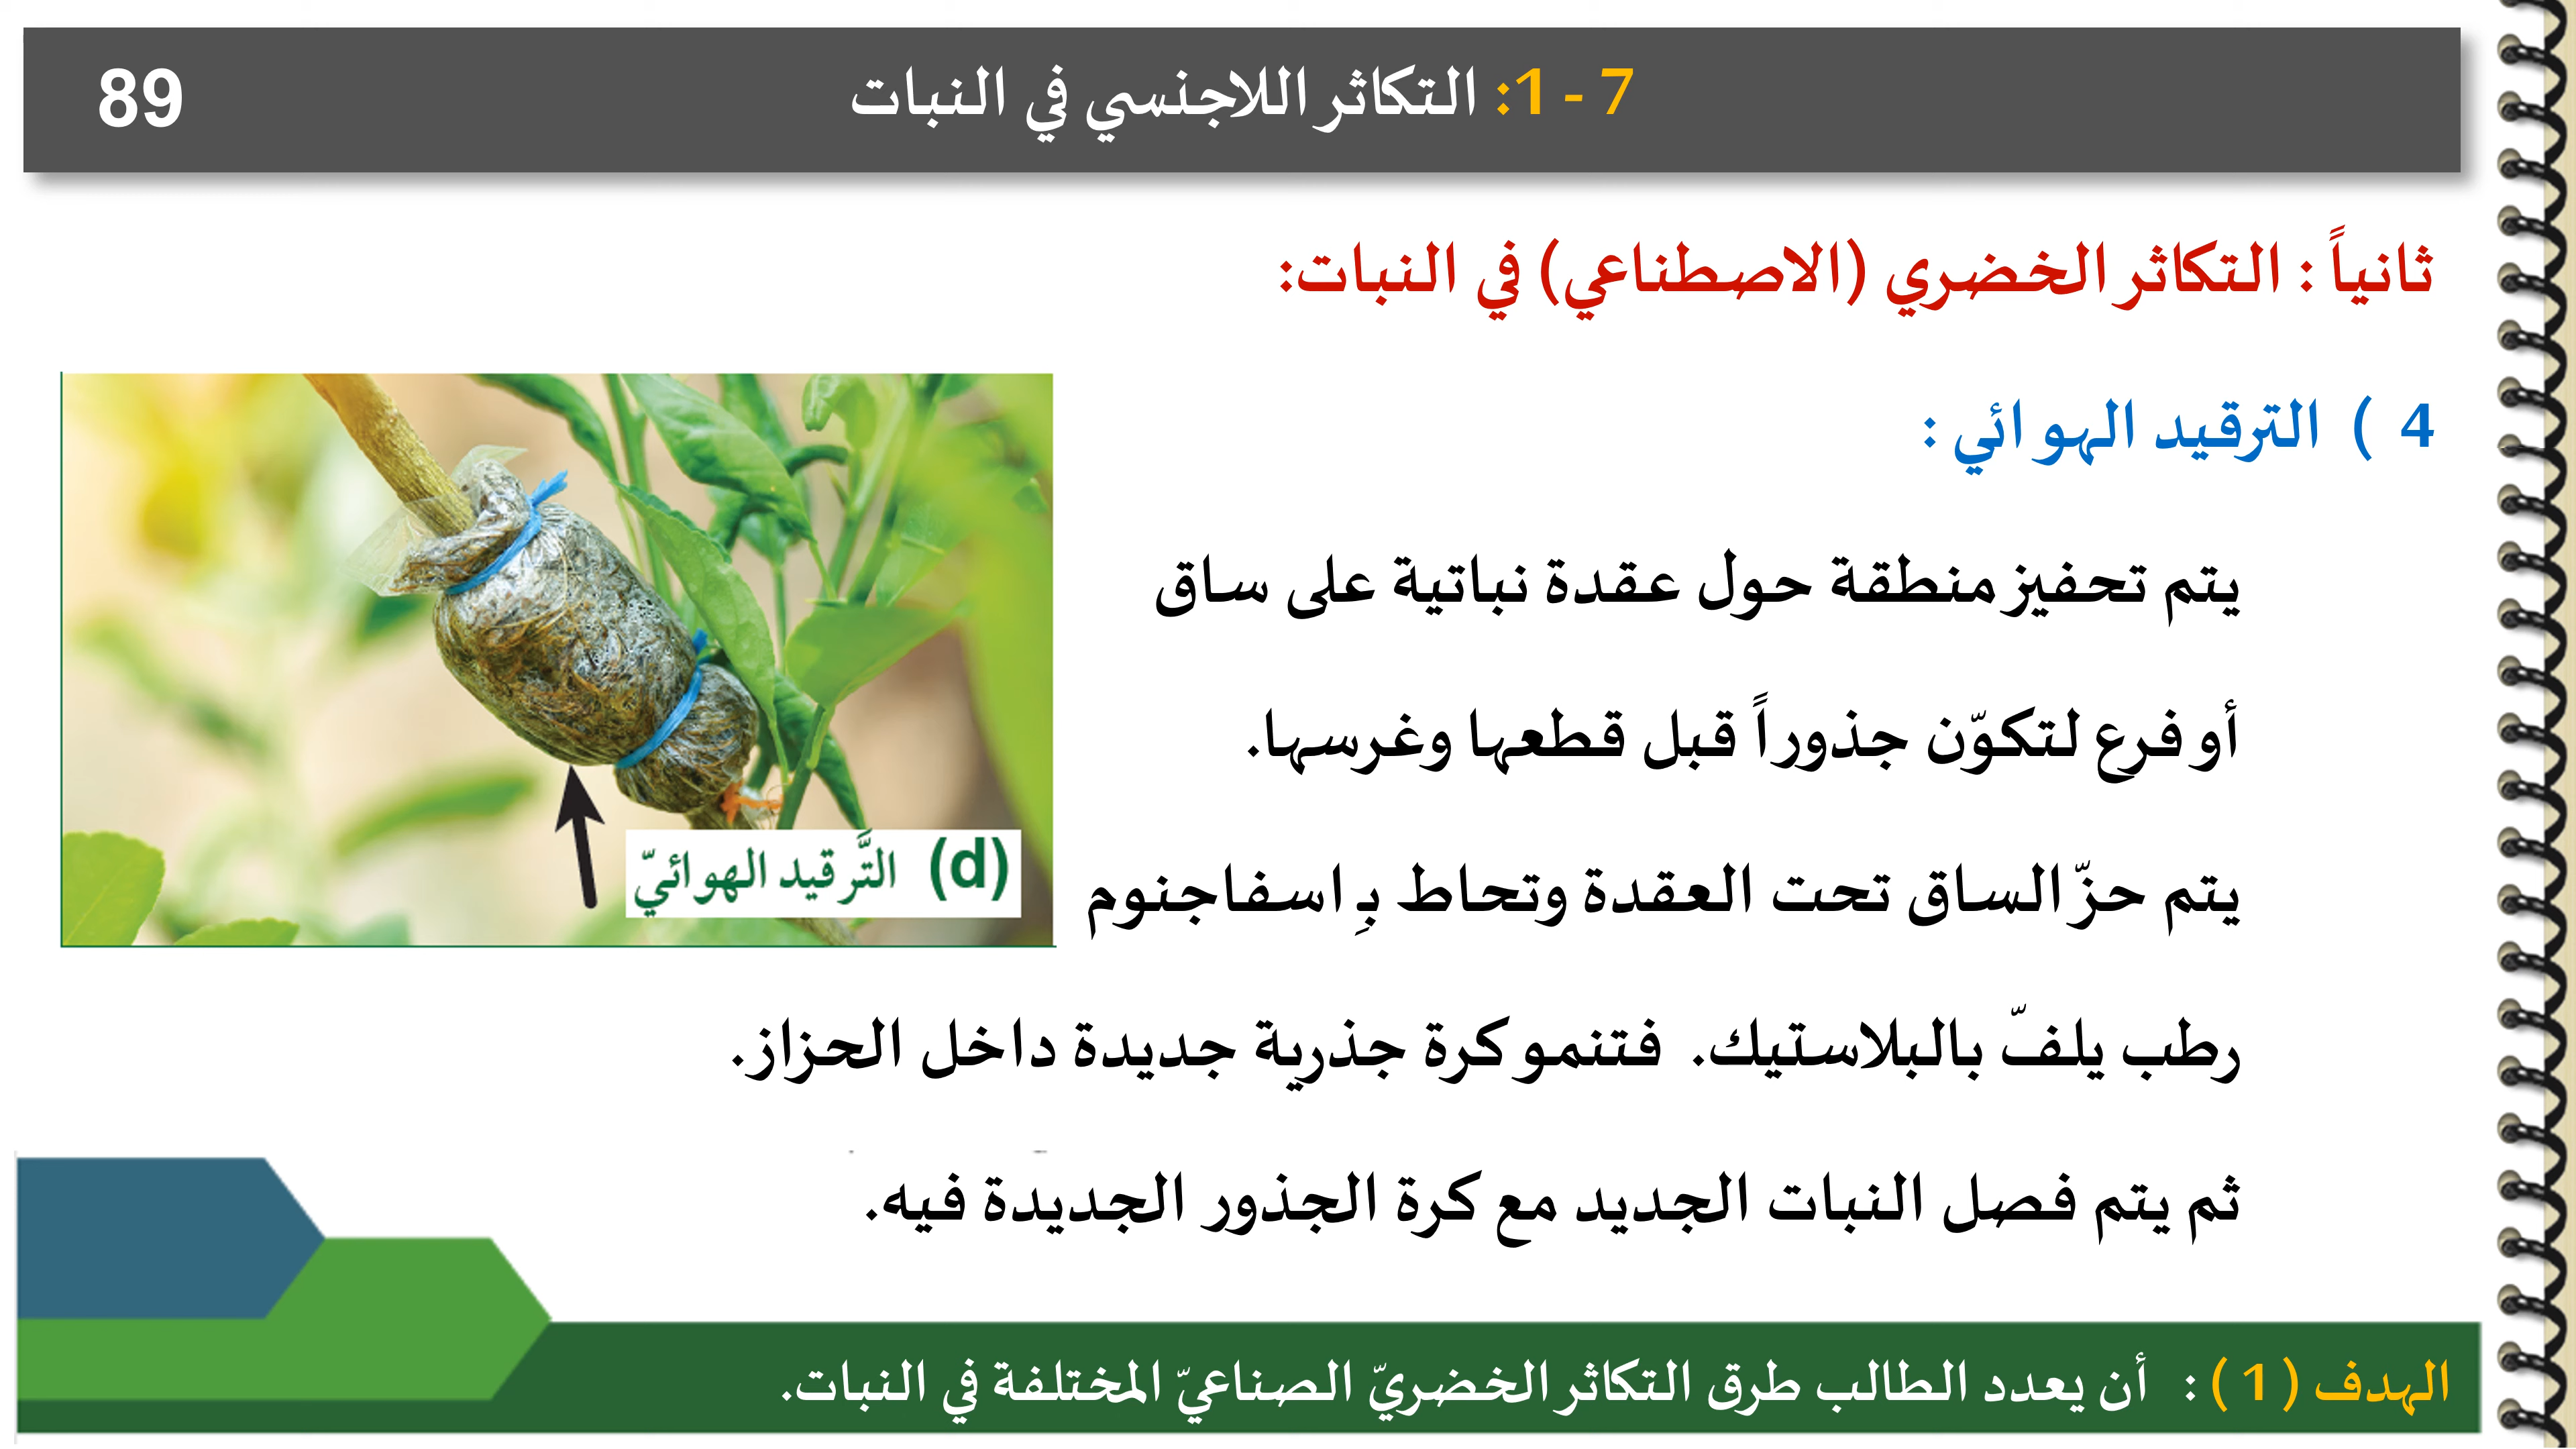 7 - 1: التكاثر اللاجنسي في النبات
89
ثانياً : التكاثر الخضري (الاصطناعي) في النبات:
4 ) الترقيد الهوائي :
يتم تحفيز منطقة حول عقدة نباتية على ساق
أو فرع لتكوّن جذوراً قبل قطعها وغرسها.
يتم حزّ الساق تحت العقدة وتحاط بـِ اسفاجنوم
رطب يلفّ بالبلاستيك. فتنمو كرة جذرية جديدة داخل الحزاز.
ثم يتم فصل النبات الجديد مع كرة الجذور الجديدة فيه.
(d) التَّرقيد الهوائيّ
الهدف ( 1 ) : أن يعدد الطالب طرق التكاثر الخضريّ الصناعيّ المختلفة في النبات.